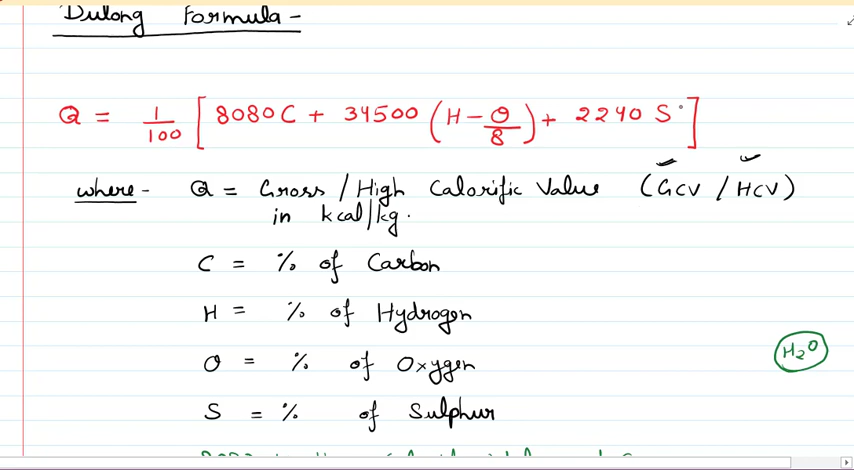 Dulong Formula -
Q = 1/100 [ 8080 C + 34500 ( H - O/8 ) + 2240 S ]
where - Q = Gross / High Calorific Value (GCV / HCV)
in kcal/kg.
C = % of Carbon
H = % of Hydrogen
H2O
O = % of Oxygen
S = % of Sulphur